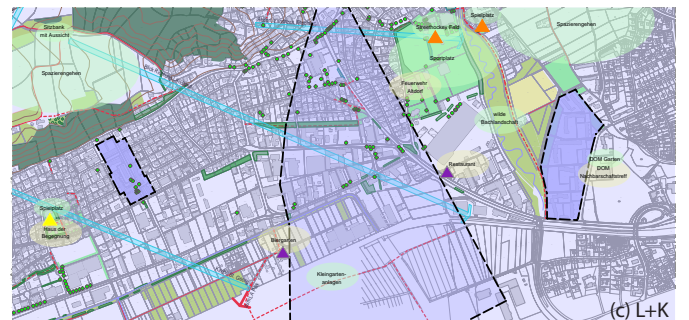 Sitzbank
mit Aussicht
Spazierengehen
Streethockey Feld
Spielplatz
Spazierengehen
Sportplatz
Feuerwehr
Altdorf
wilde
Bachlandschaft
DOM Garten
DOM
Nachbarschaftstreff
Restaurant
Spielplatz
Haus der
Begegnung
Biergarten
Kleingarten-
anlagen
(c) L+K